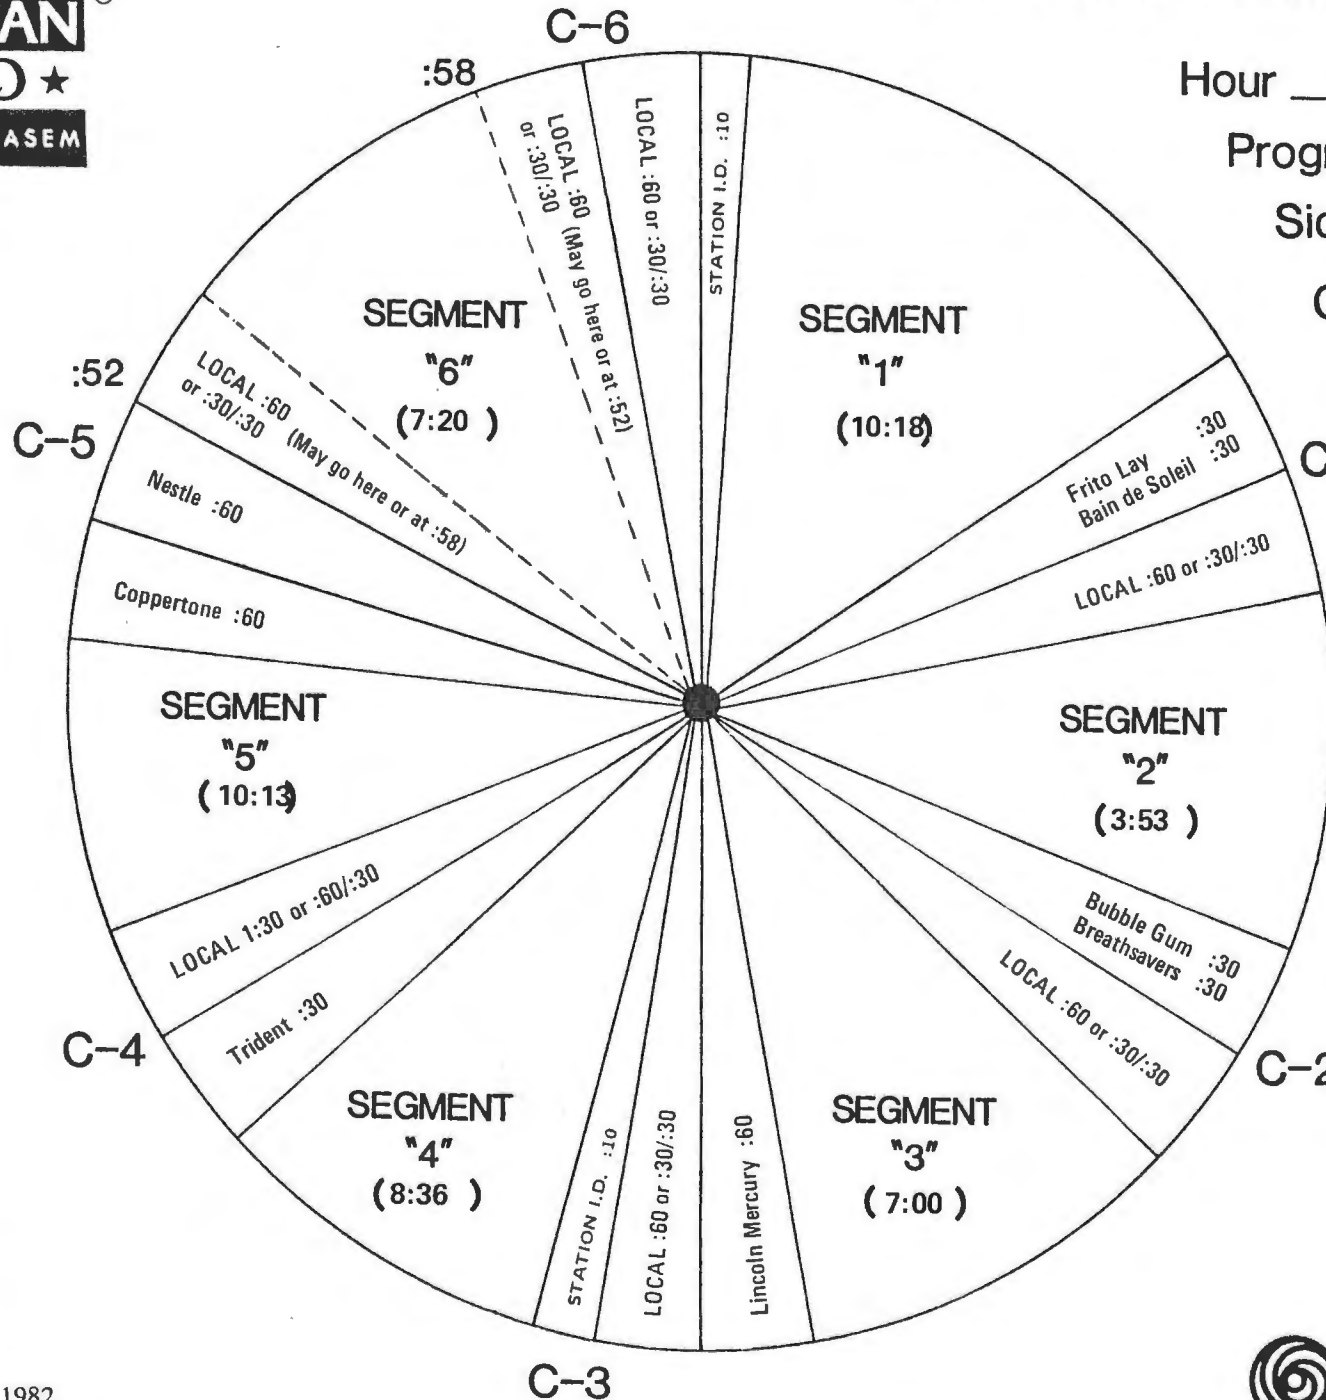 AN
ASEM
C-6
:58
Hour
STATION I.D. :10
SEGMENT
"1"
(10:18)
Frito Lay :30
Bain de Soleil :30
LOCAL :60 or :30/:30
SEGMENT
"2"
(3:53 )
Bubble Gum :30
Breathsavers :30
LOCAL :60 or :30/:30
C-2
SEGMENT
"3"
( 7:00 )
Lincoln Mercury :60
C-3
LOCAL :60 or :30/:30
STATION I.D. :10
SEGMENT
"4"
(8:36 )
Trident :30
C-4
LOCAL 1:30 or :60/:30
SEGMENT
"5"
( 10:13)
Coppertone :60
Nestle :60
C-5
:52
LOCAL :60
or :30/:30 (May go here or at :58)
SEGMENT
"6"
(7:20 )
LOCAL :60 (May go here or at :52)
or :30/:30
LOCAL :60 or :30/:30
1982